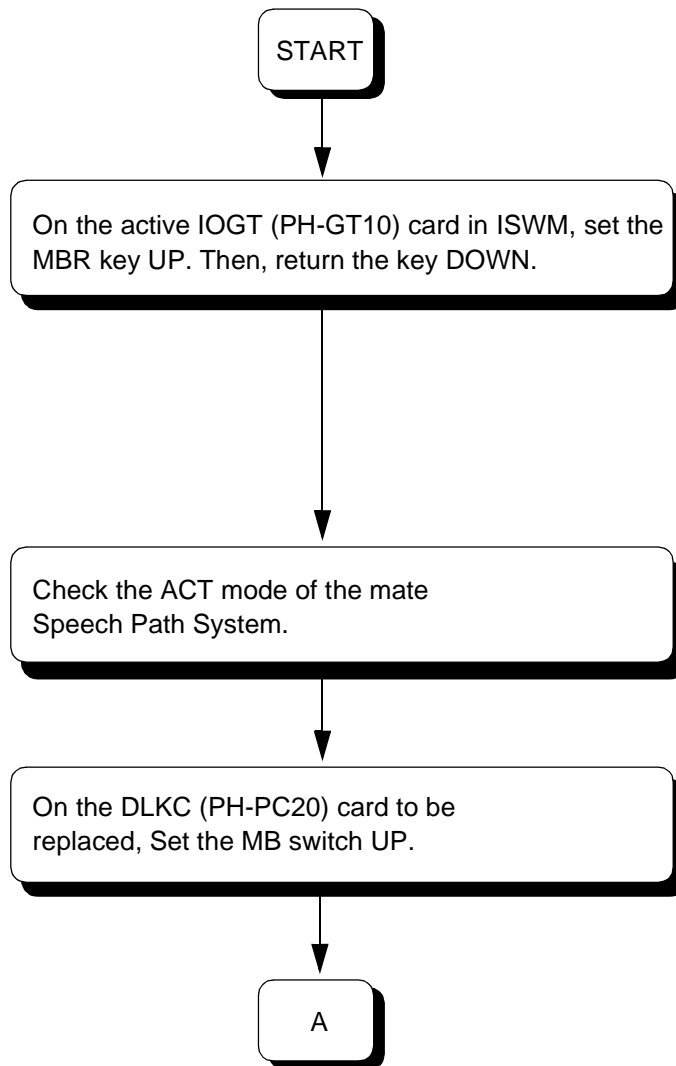 START
On the active IOGT (PH-GT10) card in ISWM, set the
MBR key UP. Then, return the key DOWN.
Check the ACT mode of the mate
Speech Path System.
On the DLKC (PH-PC20) card to be
replaced, Set the MB switch UP.
A